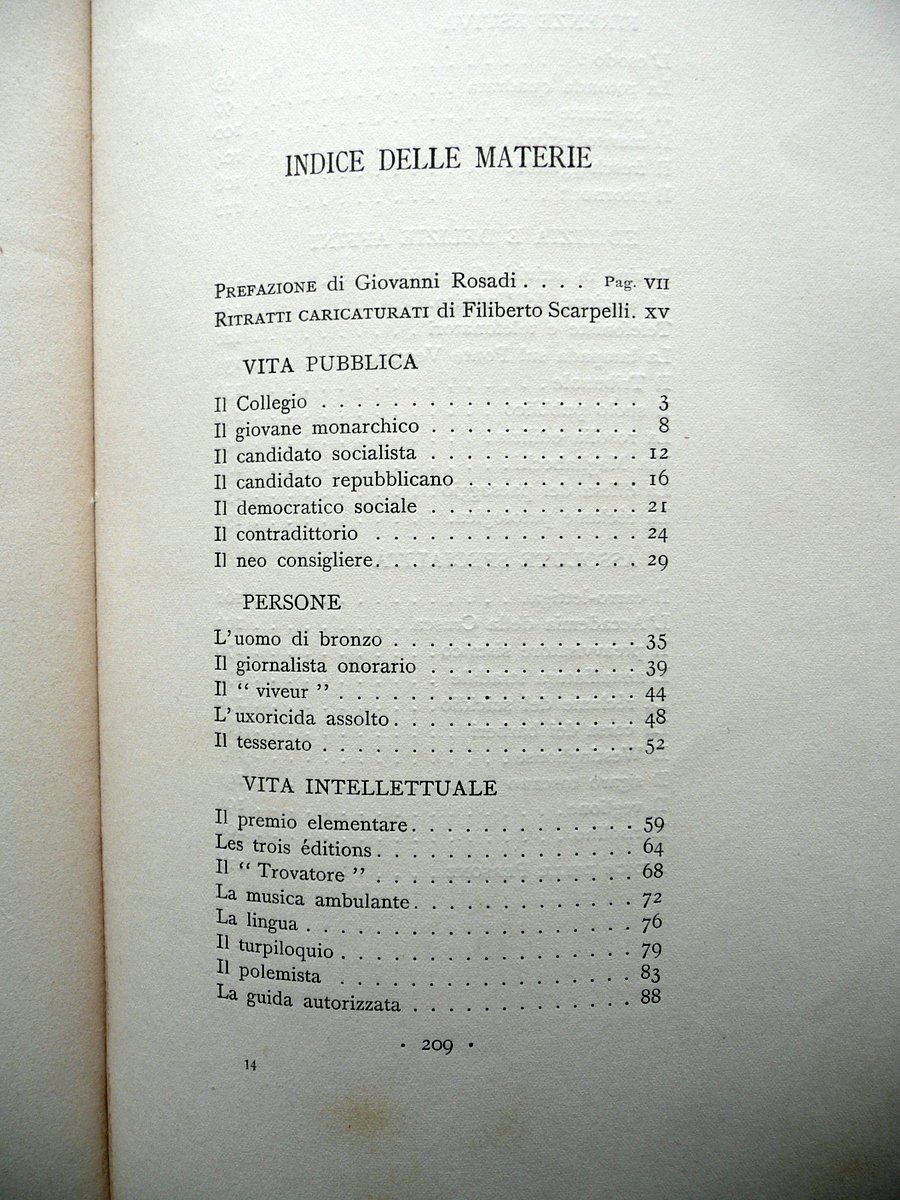 INDICE DELLE MATERIE
PREFAZIONE di Giovanni Rosadi . . . . Pag. VII
RITRATTI CARICATURATI di Filiberto Scarpelli. XV
VITA PUBBLICA
Il Collegio . . . . . . . . . . . . . . . . . . 3
Il giovane monarchico . . . . . . . . . . . . 8
Il candidato socialista . . . . . . . . . . . . 12
Il candidato repubblicano . . . . . . . . . . 16
Il democratico sociale . . . . . . . . . . . . 21
Il contradittorio . . . . . . . . . . . . . . . 24
Il neo consigliere . . . . . . . . . . . . . . . 29
PERSONE
L'uomo di bronzo . . . . . . . . . . . . . . 35
Il giornalista onorario . . . . . . . . . . . . 39
Il “ viveur ” . . . . . . . . . . . . . . . . . 44
L'uxoricida assolto . . . . . . . . . . . . . . 48
Il tesserato . . . . . . . . . . . . . . . . . . 52
VITA INTELLETTUALE
Il premio elementare . . . . . . . . . . . . . 59
Les trois éditions . . . . . . . . . . . . . . . 64
Il “ Trovatore ” . . . . . . . . . . . . . . . 68
La musica ambulante . . . . . . . . . . . . . 72
La lingua . . . . . . . . . . . . . . . . . . . 76
Il turpiloquio . . . . . . . . . . . . . . . . . 79
Il polemista . . . . . . . . . . . . . . . . . 83
La guida autorizzata . . . . . . . . . . . . . 88
· 209 ·
14